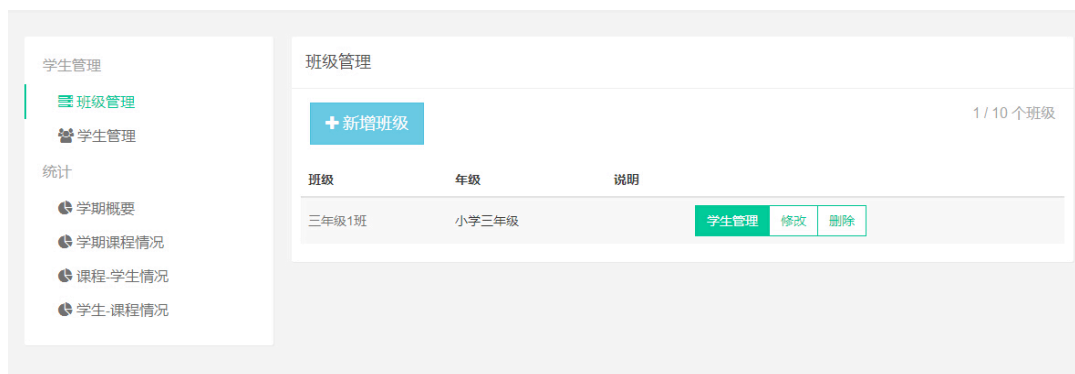 学生管理
班级管理
学生管理
统计
学期概要
学期课程情况
课程-学生情况
学生-课程情况
班级管理
新增班级
1 / 10 个班级
班级 年级 说明
三年级1班 小学三年级 学生管理 修改 删除